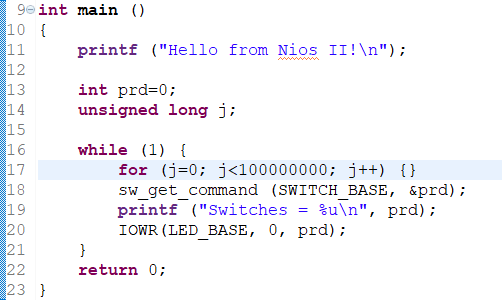 9 int main ()
10 {
11     printf ("Hello from Nios II!\n");
12
13     int prd=0;
14     unsigned long j;
15
16     while (1) {
17         for (j=0; j<100000000; j++) {}
18         sw_get_command (SWITCH_BASE, &prd);
19         printf ("Switches = %u\n", prd);
20         IOWR(LED_BASE, 0, prd);
21     }
22     return 0;
23 }